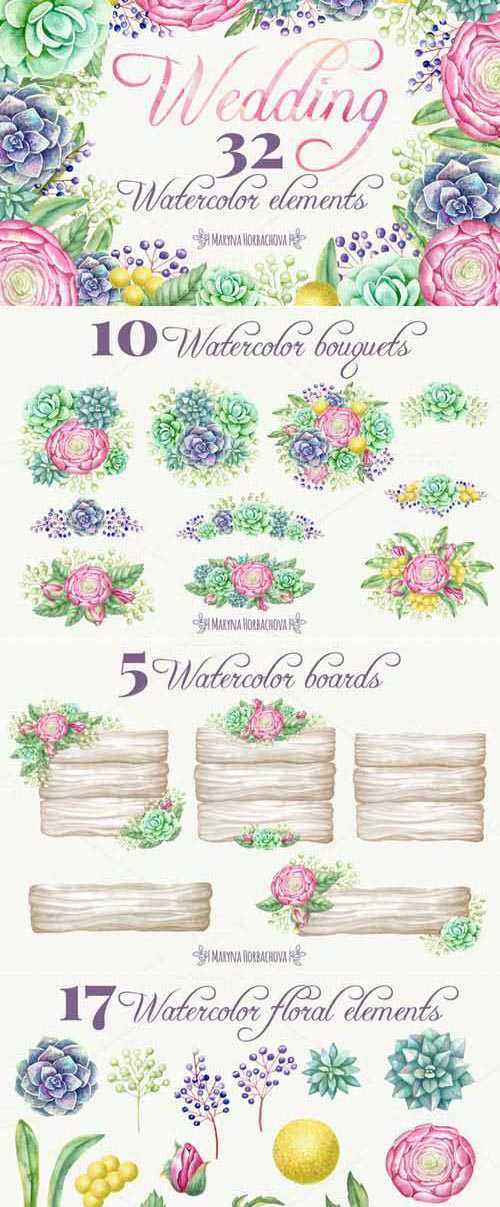 Wedding
32
Watercolor elements
Maryna Horbachova
10 Watercolor bouquets
Maryna Horbachova
5 Watercolor boards
Maryna Horbachova
17 Watercolor floral elements